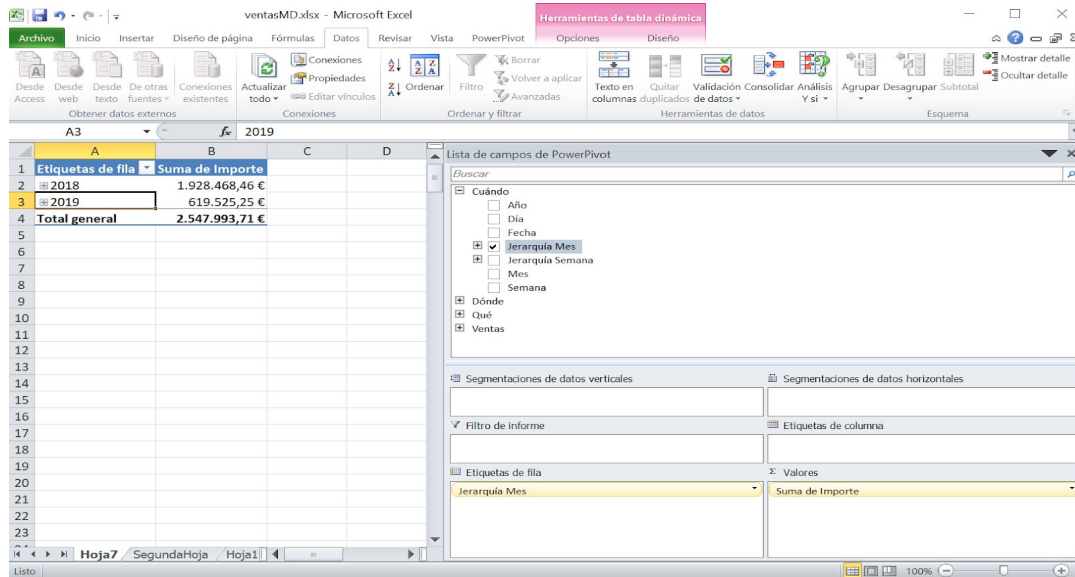 ventasMD.xlsx - Microsoft Excel
Herramientas de tabla dinámica
Archivo Inicio Insertar Diseño de página Fórmulas Datos Revisar Vista PowerPivot Opciones Diseño
Desde Access
Desde web
Desde texto
De otras fuentes
Conexiones existentes
Obtener datos externos
Actualizar todo
Conexiones
Propiedades
Editar vínculos
Conexiones
Ordenar
Filtro
Borrar
Volver a aplicar
Avanzadas
Ordenar y filtrar
Texto en columnas
Quitar duplicados
Validación de datos
Consolidar
Análisis Y si
Herramientas de datos
Agrupar
Desagrupar
Subtotal
Mostrar detalle
Ocultar detalle
Esquema
A3 fx 2019
A B C D
1 Etiquetas de fila Suma de Importe
2 2018 1.928.468,46 €
3 2019 619.525,25 €
4 Total general 2.547.993,71 €
5
6
7
8
9
10
11
12
13
14
15
16
17
18
19
20
21
22
23
Lista de campos de PowerPivot
Buscar
Cuándo
Año
Día
Fecha
Jerarquía Mes
Jerarquía Semana
Mes
Semana
Dónde
Qué
Ventas
Segmentaciones de datos verticales
Segmentaciones de datos horizontales
Filtro de informe
Etiquetas de columna
Etiquetas de fila
Σ Valores
Jerarquía Mes
Suma de Importe
Hoja7 SegundaHoja Hoja1
Listo
100%